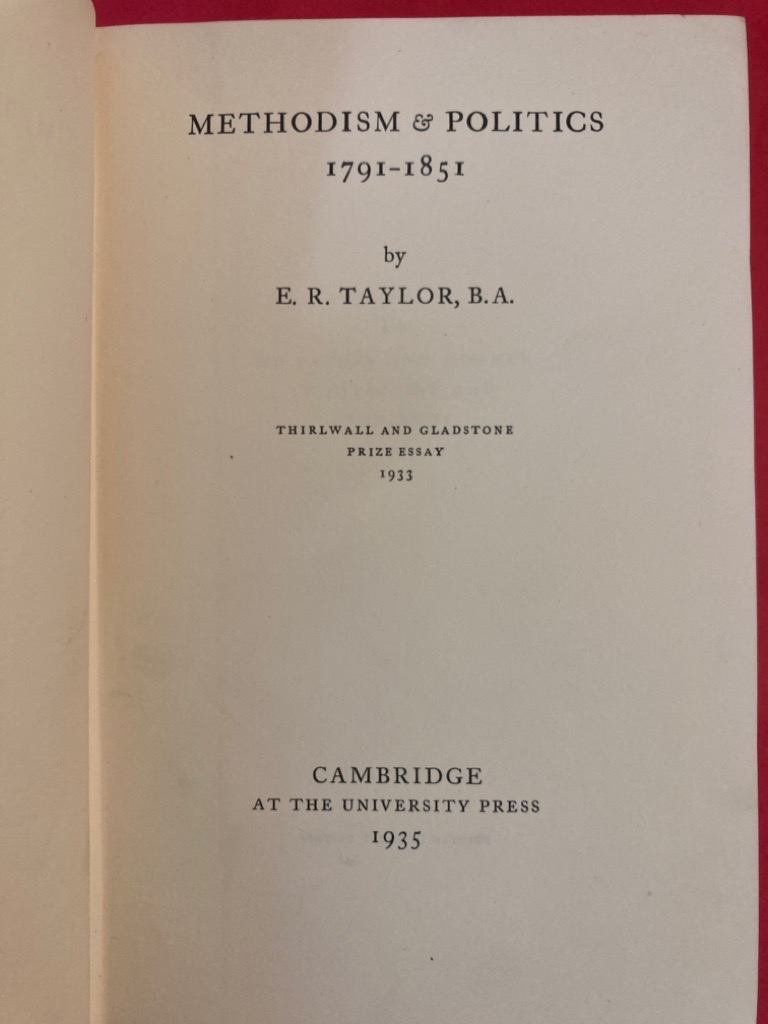 METHODISM & POLITICS
1791-1851
by
E. R. TAYLOR, B.A.
THIRLWALL AND GLADSTONE
PRIZE ESSAY
1933
CAMBRIDGE
AT THE UNIVERSITY PRESS
1935